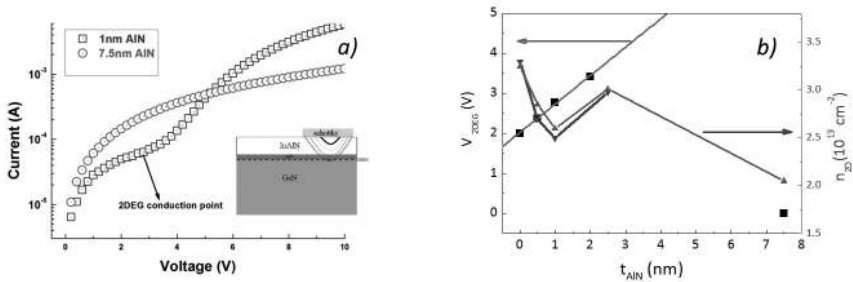 a)
1nm AlN
7.5nm AlN
Current (A)
10⁻³
10⁻⁴
10⁻⁵
2DEG conduction point
schottky
InAlN
GaN
0 2 4 6 8 10
Voltage (V)
b)
V2DEG (V)
5
4
3
2
1
0
3.5
3.0
2.5
2.0
1.5
n2D(10¹³ cm⁻²)
0 1 2 3 4 5 6 7 8
tAlN(nm)